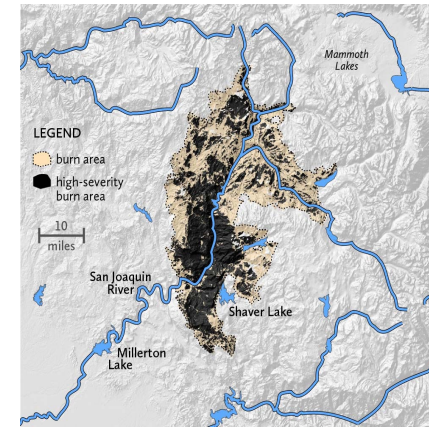 Mammoth
Lakes
LEGEND
burn area
high-severity
burn area
10
miles
San Joaquin
River
Shaver Lake
Millerton
Lake